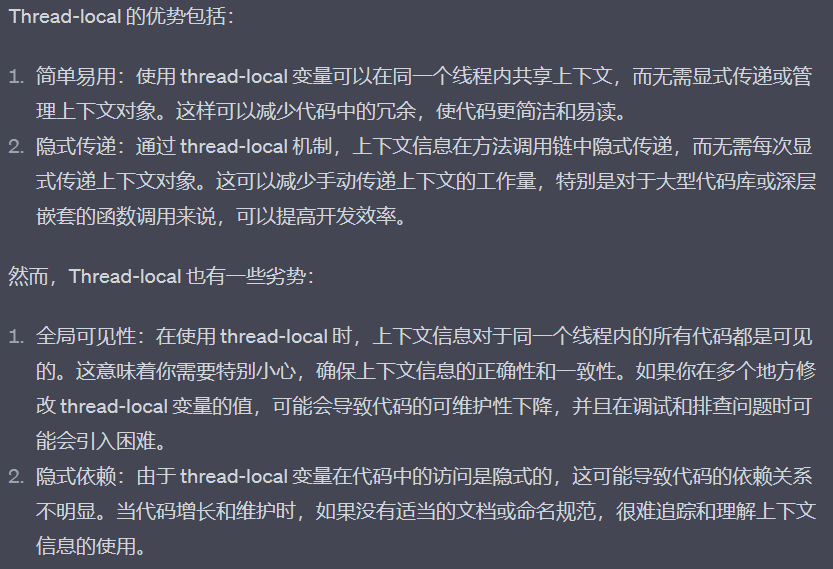 Thread-local 的优势包括：
1. 简单易用：使用 thread-local 变量可以在同一个线程内共享上下文，而无需显式传递或管
理上下文对象。这样可以减少代码中的冗余，使代码更简洁和易读。
2. 隐式传递：通过 thread-local 机制，上下文信息在方法调用链中隐式传递，而无需每次显
式传递上下文对象。这可以减少手动传递上下文的工作量，特别是对于大型代码库或深层
嵌套的函数调用来说，可以提高开发效率。
然而，Thread-local 也有一些劣势：
1. 全局可见性：在使用 thread-local 时，上下文信息对于同一个线程内的所有代码都是可见
的。这意味着你需要特别小心，确保上下文信息的正确性和一致性。如果你在多个地方修
改 thread-local 变量的值，可能会导致代码的可维护性下降，并且在调试和排查问题时可
能会引入困难。
2. 隐式依赖：由于 thread-local 变量在代码中的访问是隐式的，这可能导致代码的依赖关系
不明显。当代码增长和维护时，如果没有适当的文档或命名规范，很难追踪和理解上下文
信息的使用。